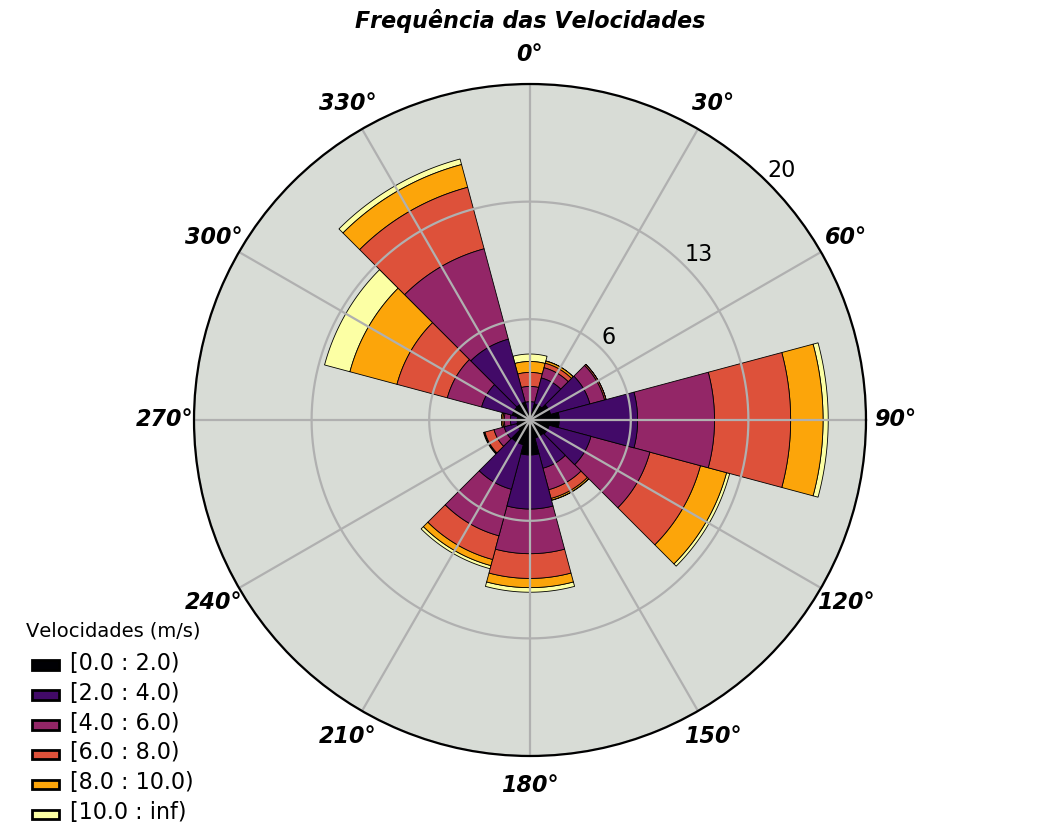 Frequência das Velocidades
0°
330°
30°
20
300°
60°
13
6
270°
90°
240°
120°
210°
150°
180°
Velocidades (m/s)
[0.0 : 2.0)
[2.0 : 4.0)
[4.0 : 6.0)
[6.0 : 8.0)
[8.0 : 10.0)
[10.0 : inf)